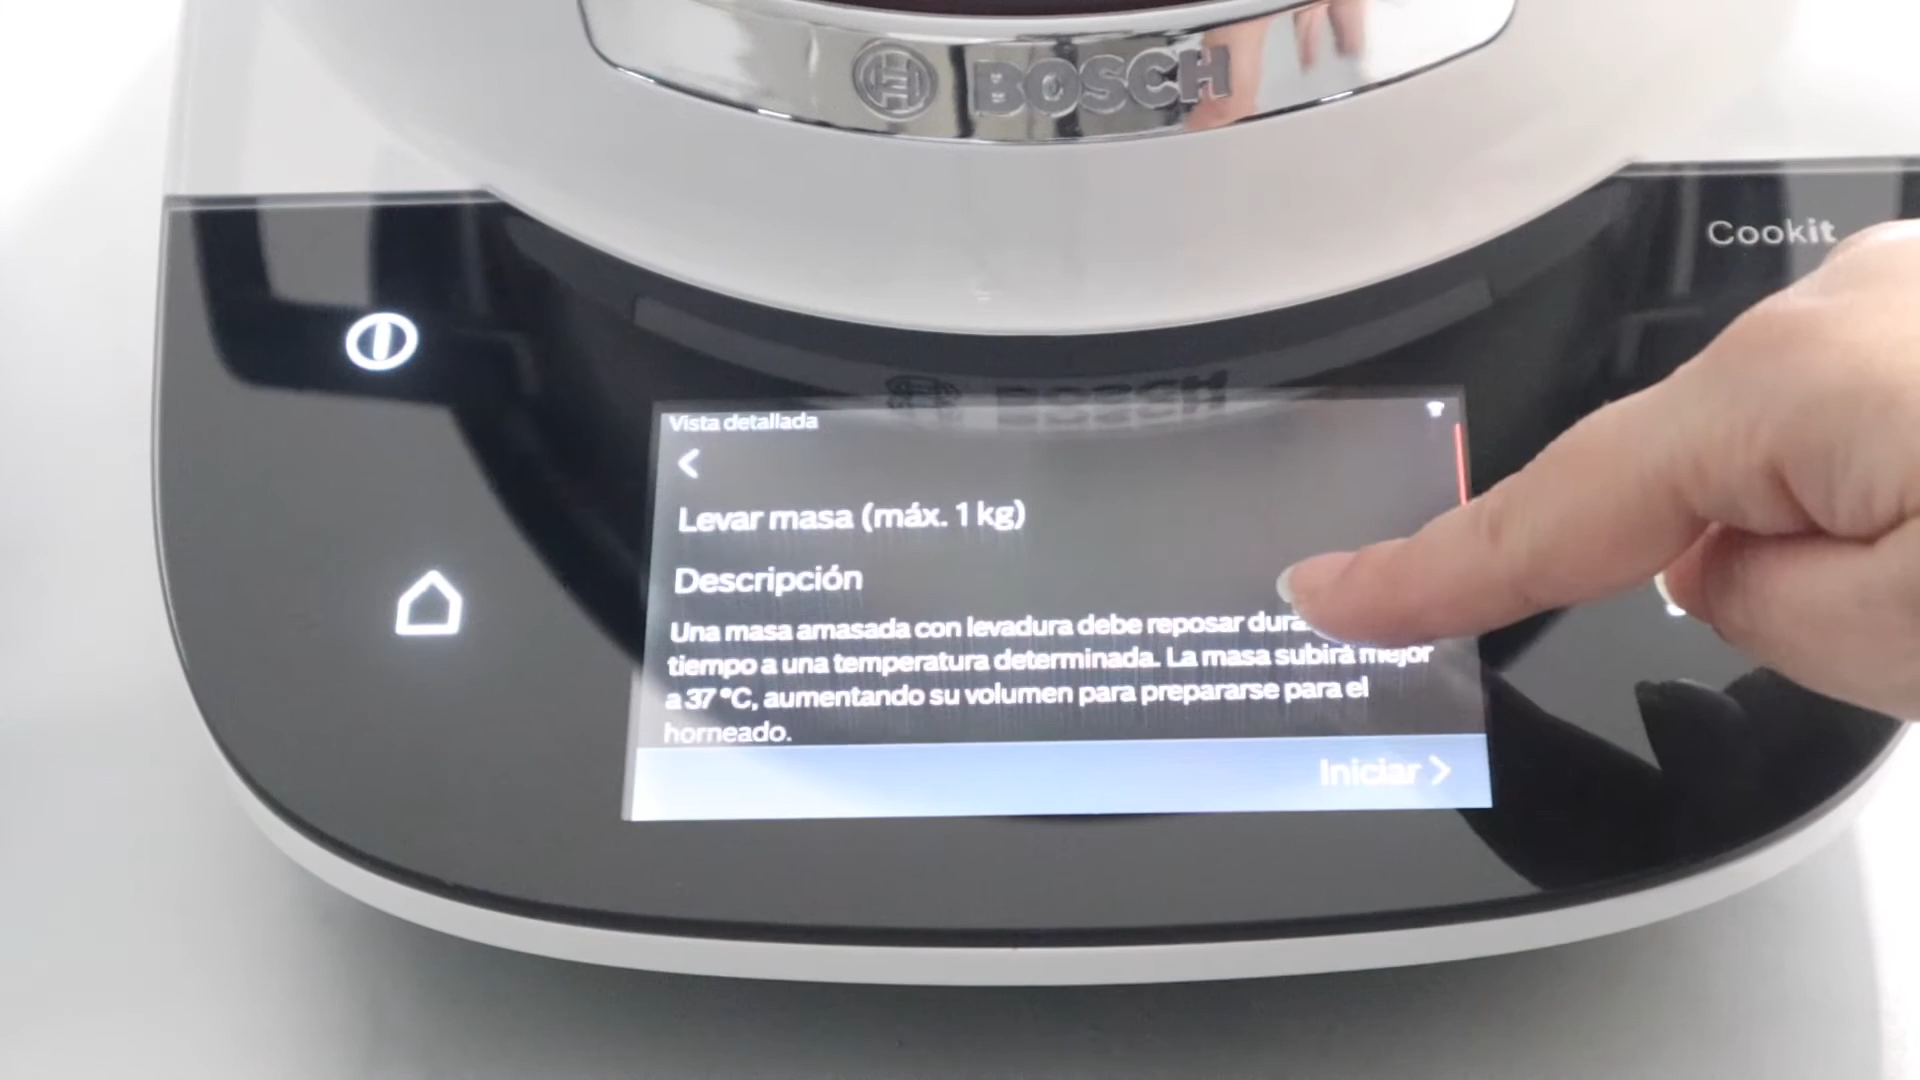 BOSCH
Cookit
BOSCH
Vista detallada
Levar masa (máx. 1 kg)
Descripción
Una masa amasada con levadura debe reposar
tiempo a una temperatura determinada. La masa subirá mejor
a 37 °C, aumentando su volumen para prepararse para el
horneado.
Iniciar